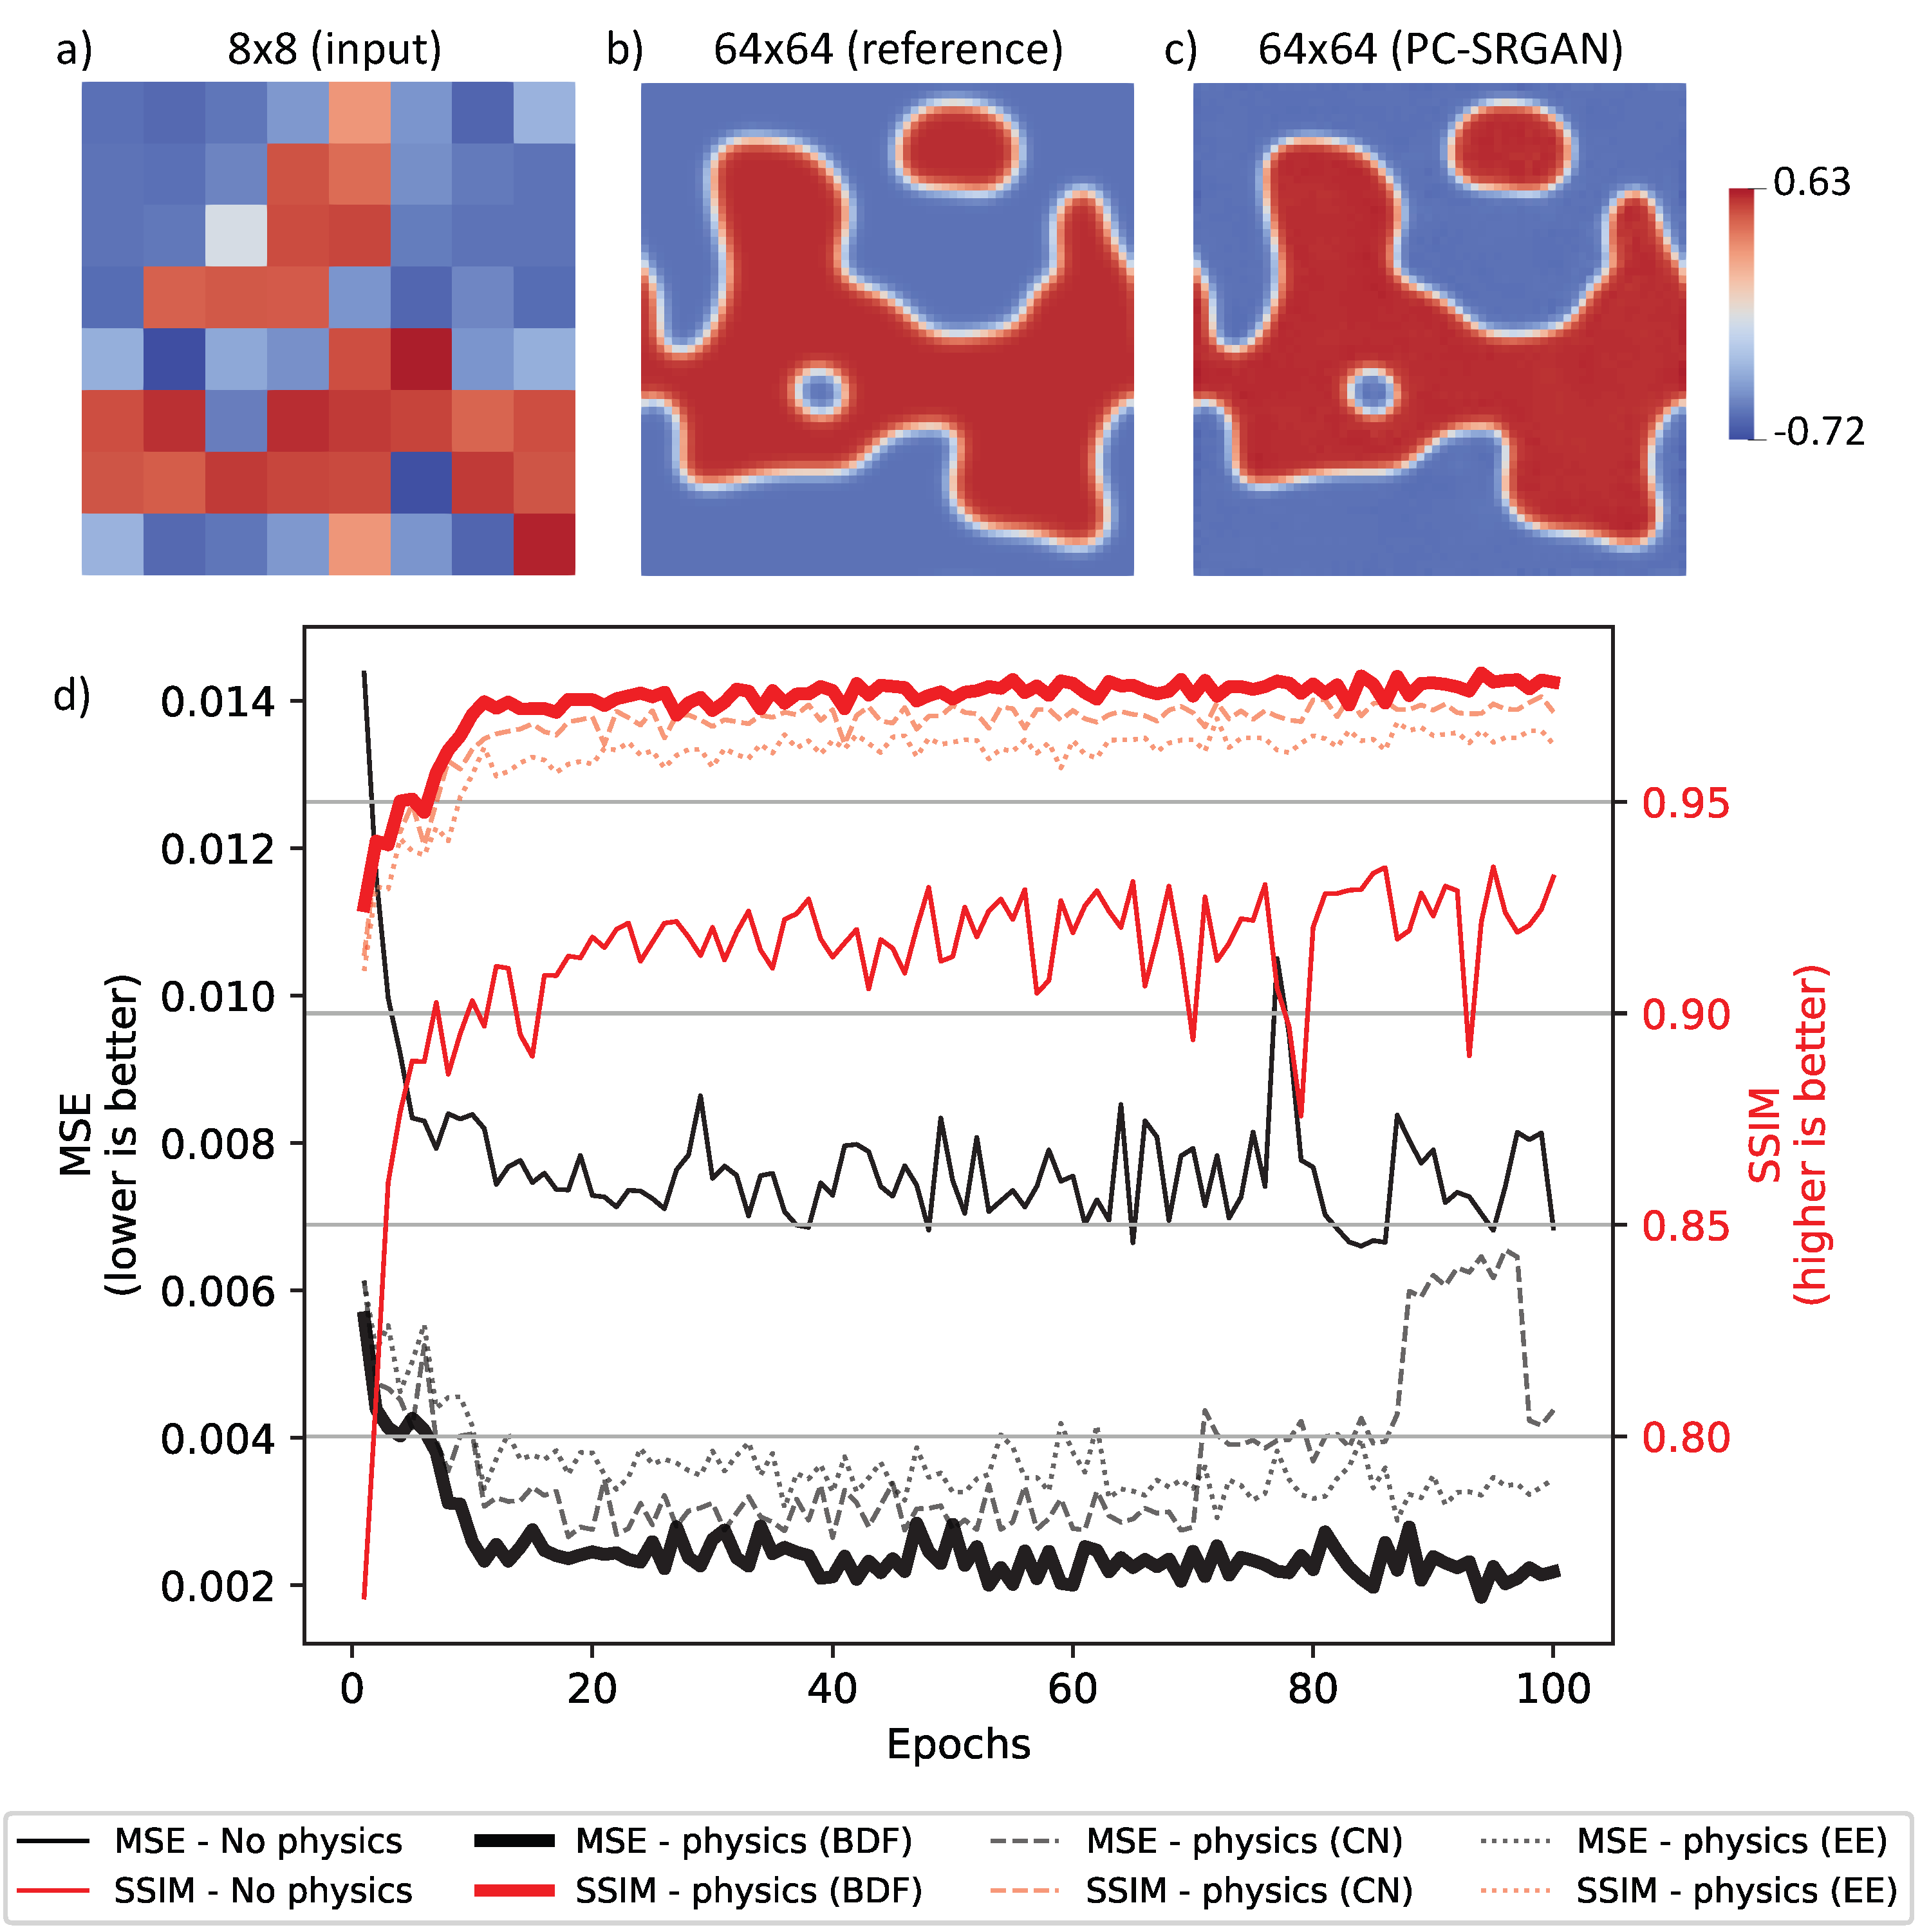 a) 8x8 (input) b) 64x64 (reference) c) 64x64 (PC-SRGAN)
0.63
-0.72
d)
0.014
0.012
0.010
0.008
0.006
0.004
0.002
MSE
(lower is better)
0.95
0.90
0.85
0.80
SSIM
(higher is better)
0 20 40 60 80 100
Epochs
MSE - No physics MSE - physics (BDF) MSE - physics (CN) MSE - physics (EE)
SSIM - No physics SSIM - physics (BDF) SSIM - physics (CN) SSIM - physics (EE)